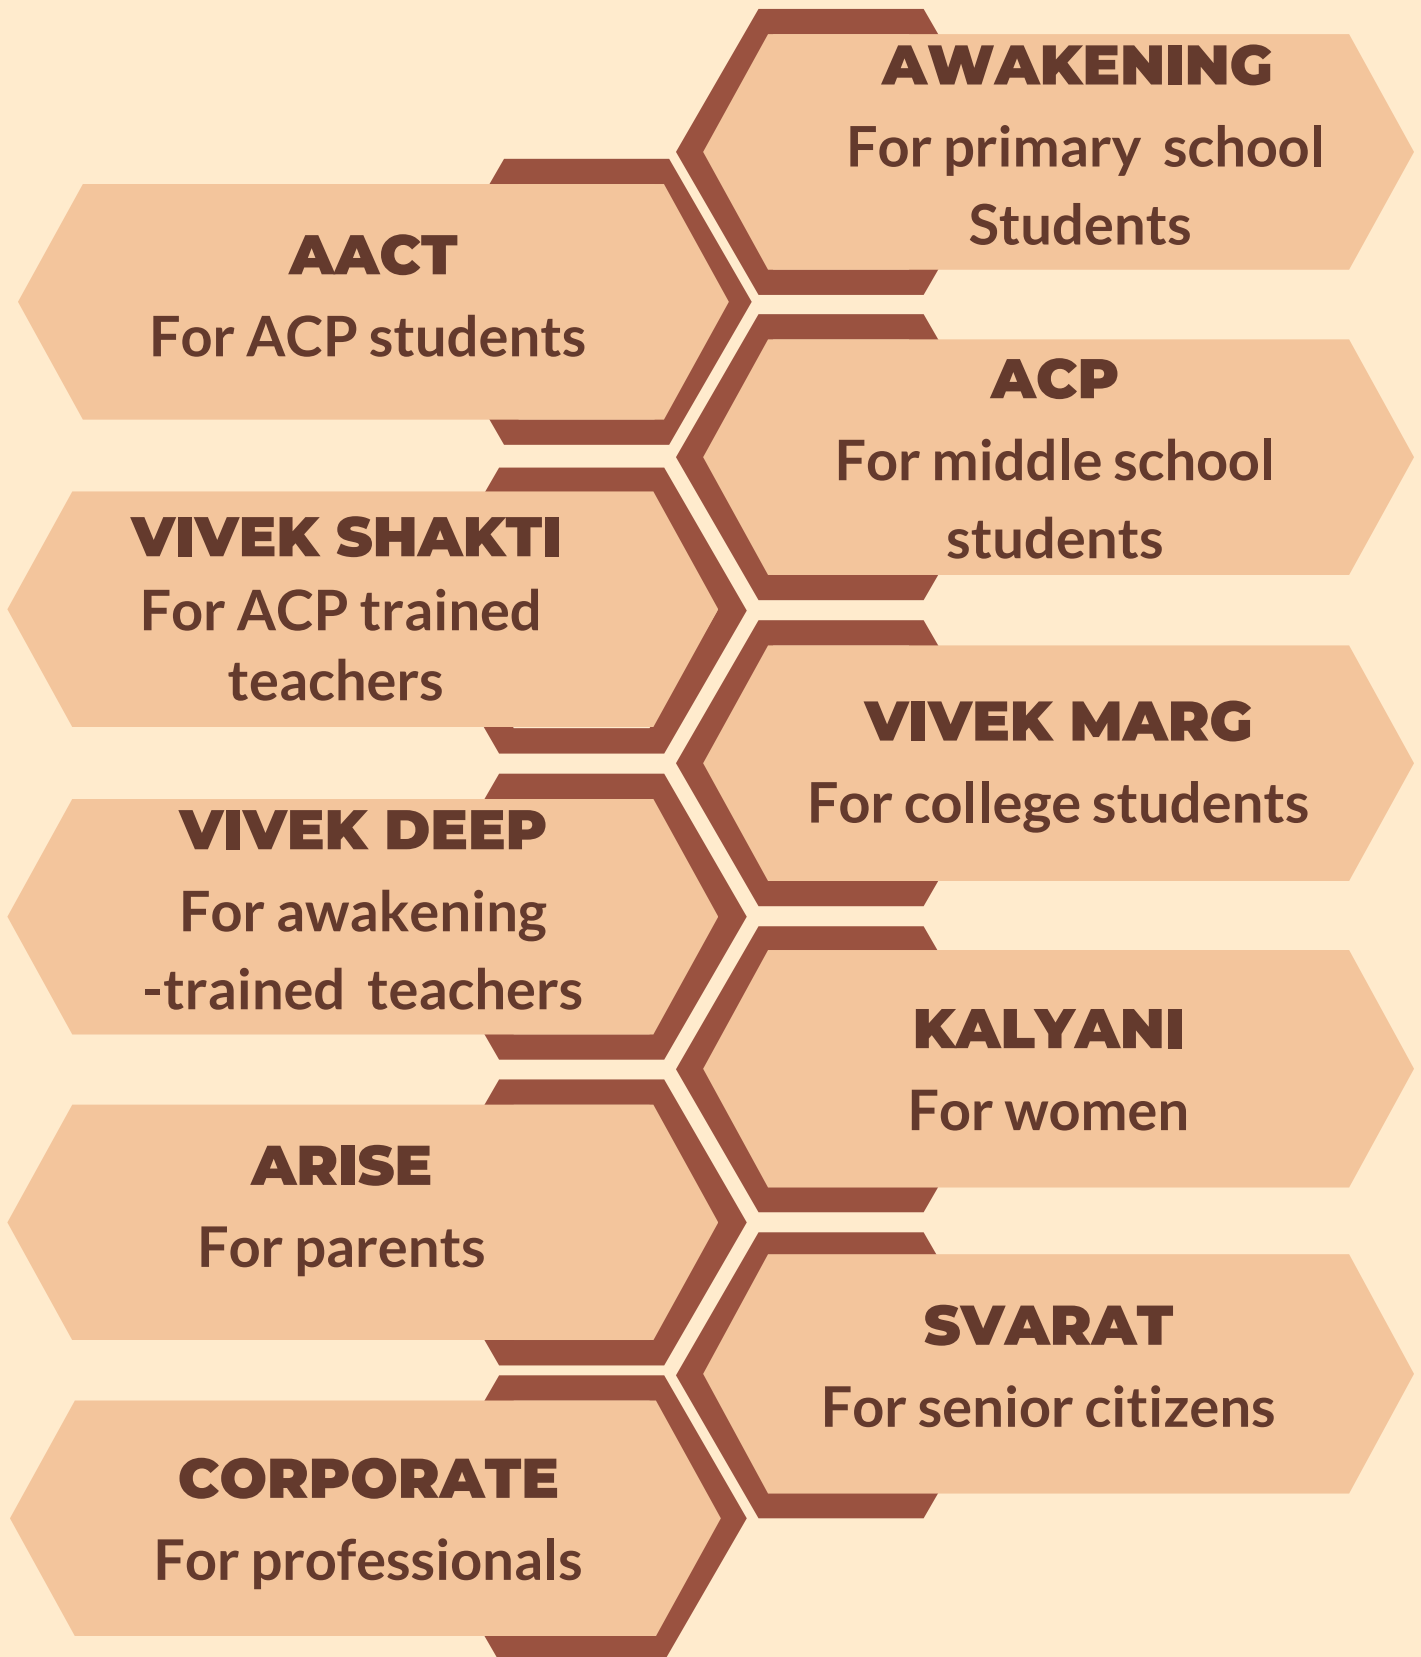 AWAKENING
For primary school
Students
AACT
For ACP students
ACP
For middle school
students
VIVEK SHAKTI
For ACP trained
teachers
VIVEK MARG
For college students
VIVEK DEEP
For awakening
-trained teachers
KALYANI
For women
ARISE
For parents
SVARAT
For senior citizens
CORPORATE
For professionals